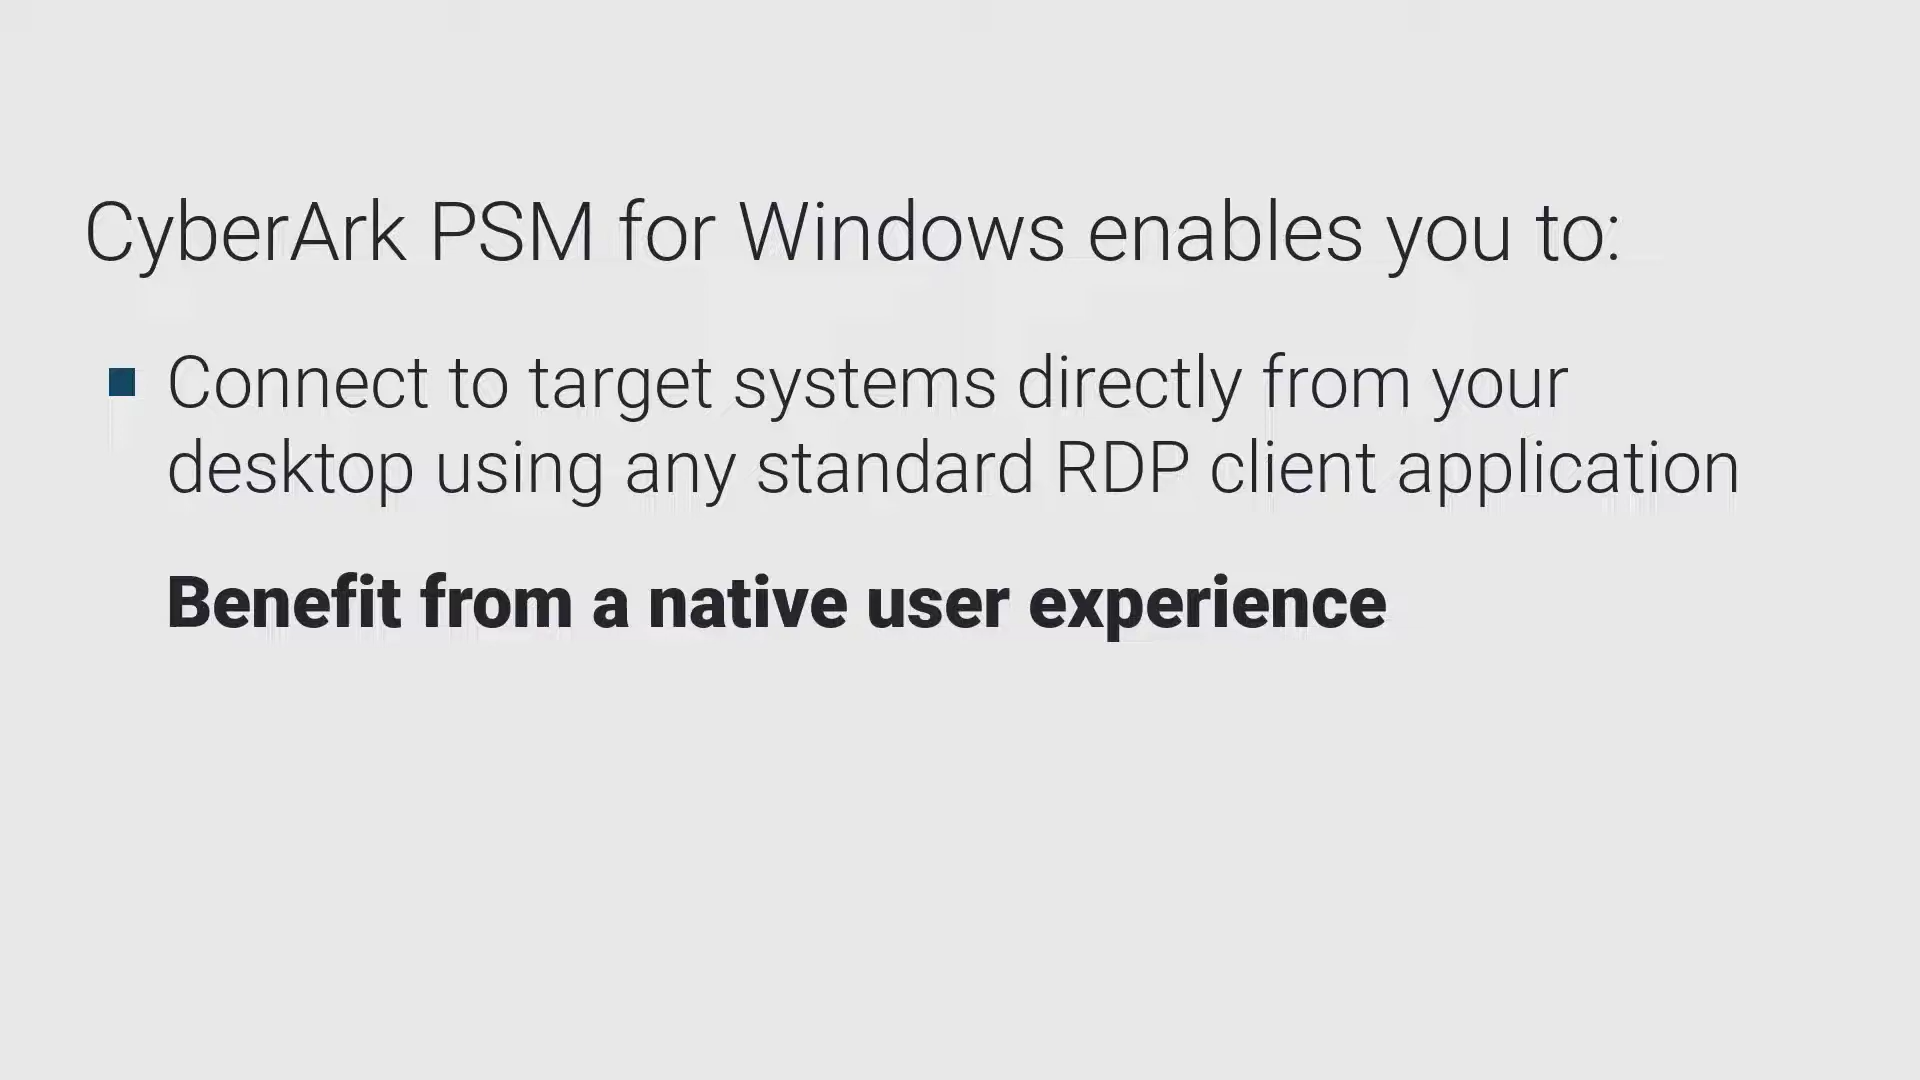 CyberArk PSM for Windows enables you to:
Connect to target systems directly from your
desktop using any standard RDP client application
Benefit from a native user experience